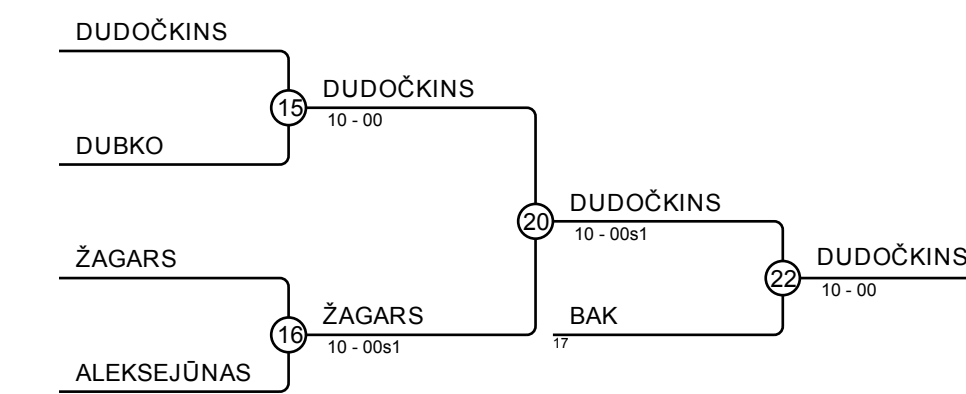 DUDOČKINS
15
DUDOČKINS
10 - 00
DUBKO
20
DUDOČKINS
10 - 00s1
ŽAGARS
16
ŽAGARS
10 - 00s1
ALEKSEJŪNAS
BAK
17
22
DUDOČKINS
10 - 00